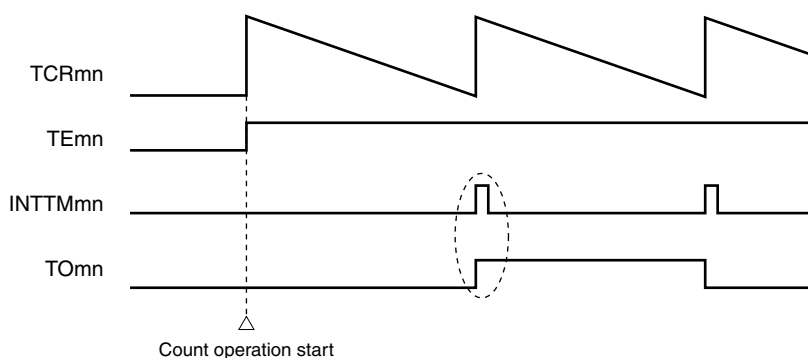 TCRmn
TEmn
INTTMmn
TOmn
Count operation start